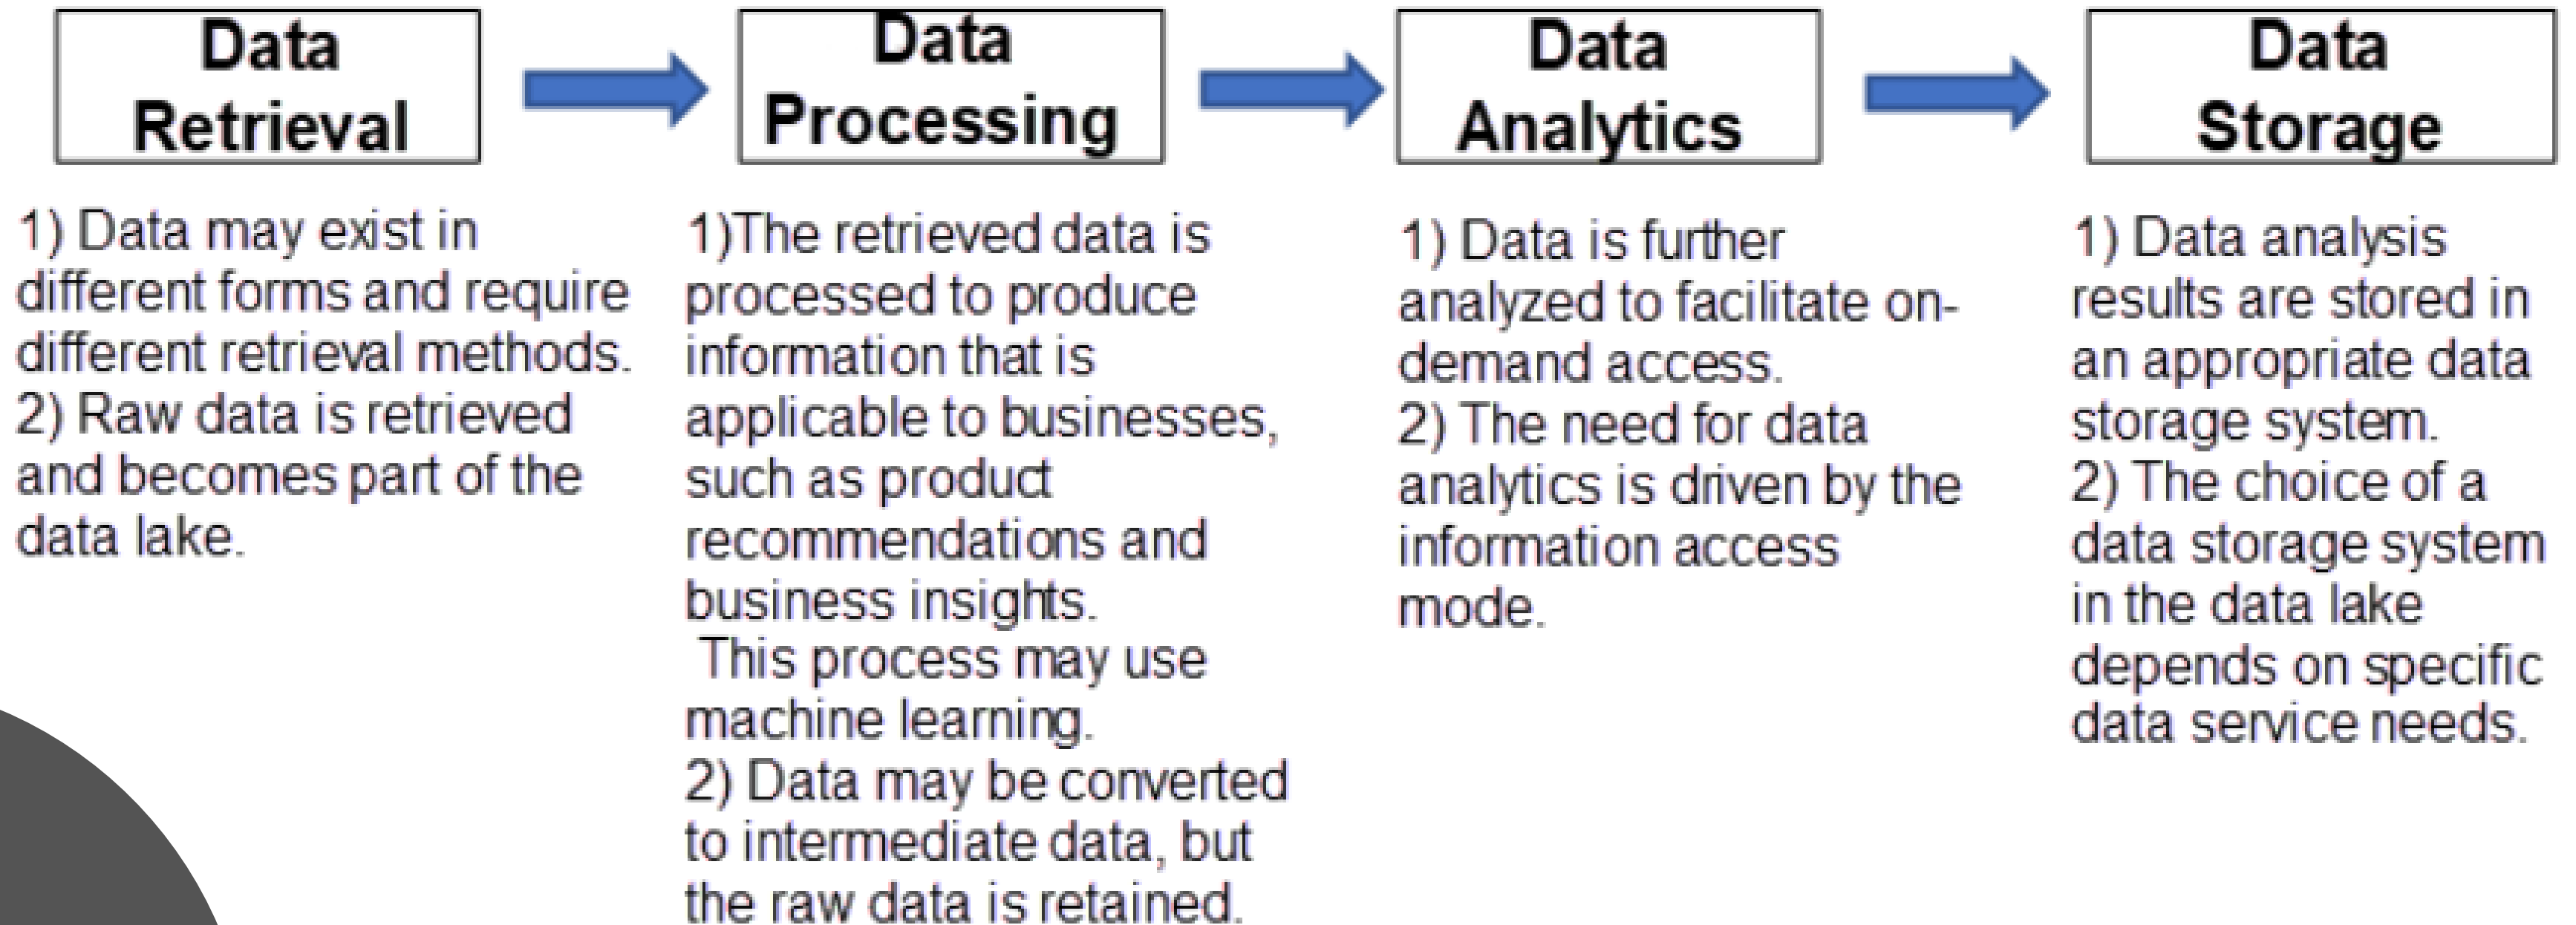 Data
Retrieval
1) Data may exist in
different forms and require
different retrieval methods.
2) Raw data is retrieved
and becomes part of the
data lake.
Data
Processing
1)The retrieved data is
processed to produce
information that is
applicable to businesses,
such as product
recommendations and
business insights.
This process may use
machine learning.
2) Data may be converted
to intermediate data, but
the raw data is retained.
Data
Analytics
1) Data is further
analyzed to facilitate on-
demand access.
2) The need for data
analytics is driven by the
information access
mode.
Data
Storage
1) Data analysis
results are stored in
an appropriate data
storage system.
2) The choice of a
data storage system
in the data lake
depends on specific
data service needs.